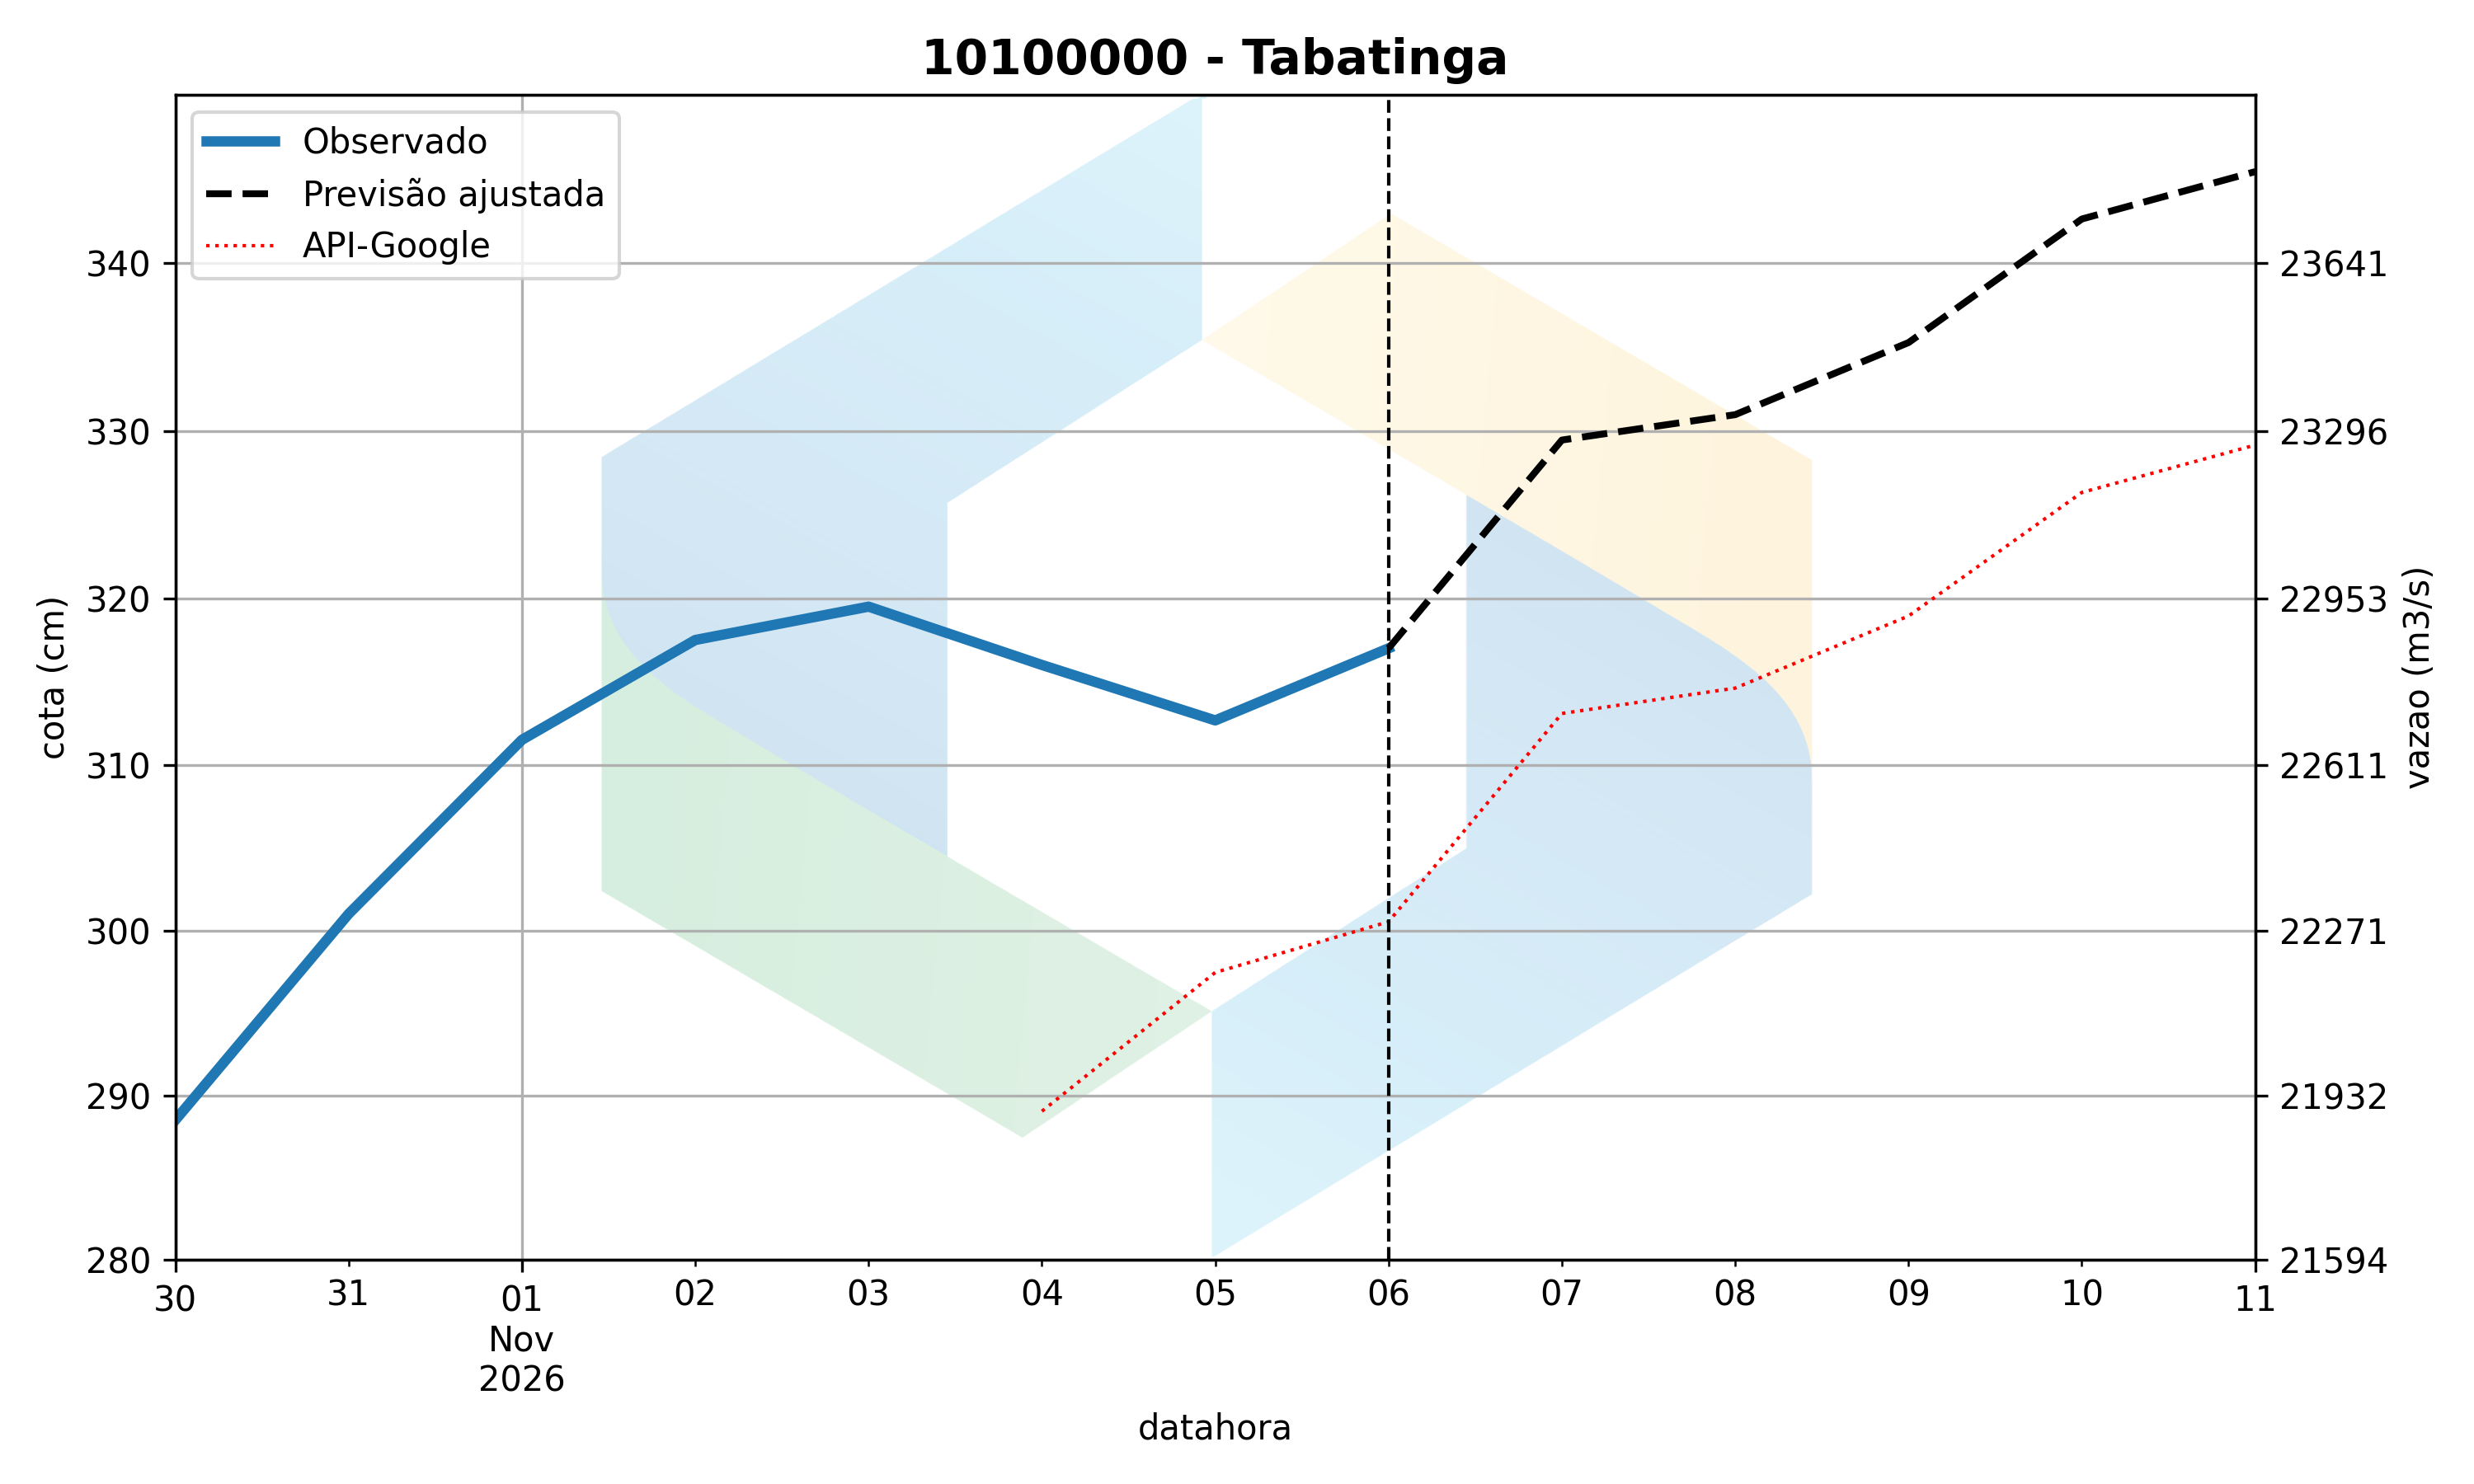 10100000 - Tabatinga
Observado
Previsão ajustada
API-Google
340
330
320
310
300
290
280
cota (cm)
23641
23296
22953
22611
22271
21932
21594
vazao (m3/s)
30 31 01 02 03 04 05 06 07 08 09 10 11
Nov
2026
datahora